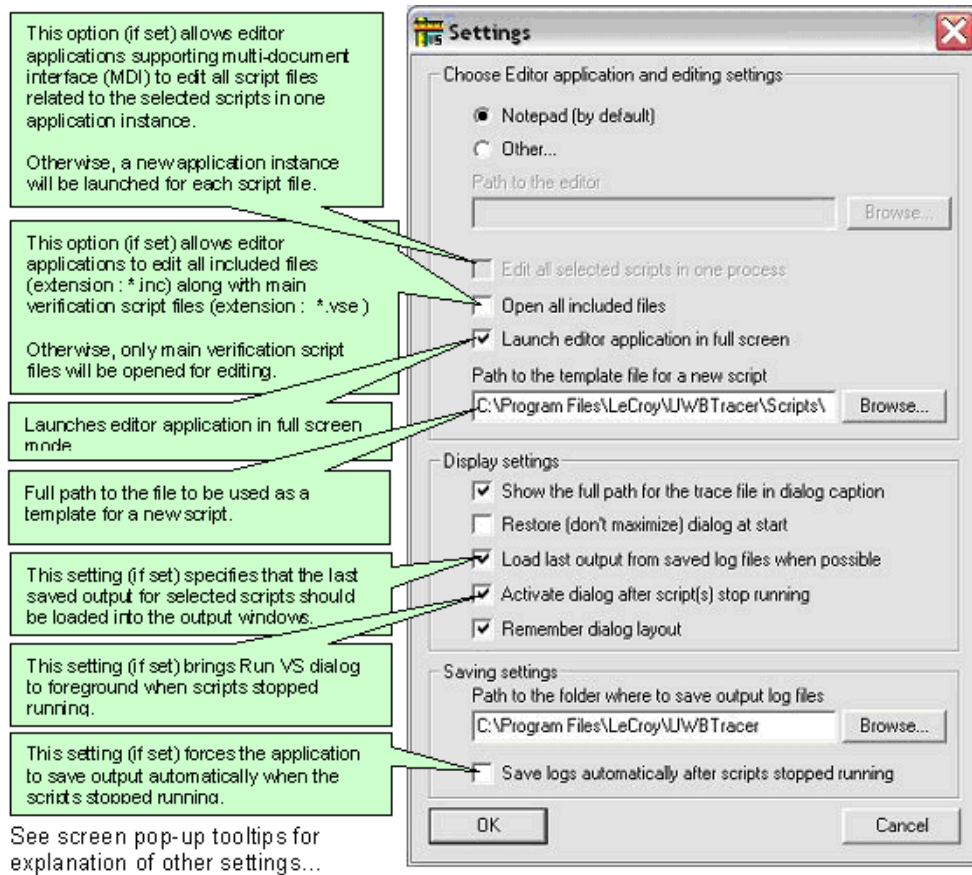 This option (if set) allows editor
applications supporting multi-document
interface (MDI) to edit all script files
related to the selected scripts in one
application instance.
Otherwise, a new application instance
will be launched for each script file.
This option (if set) allows editor
applications to edit all included files
(extension : *.inc) along with main
verification script files (extension : *.vse )
Otherwise, only main verification script
files will be opened for editing.
Launches editor application in full screen
mode
Full path to the file to be used as a
template for a new script.
This setting (if set) specifies that the last
saved output for selected scripts should
be loaded into the output windows.
This setting (if set) brings Run VS dialog
to foreground when scripts stopped
running.
This setting (if set) forces the application
to save output automatically when the
scripts stopped running.
See screen pop-up tooltips for
explanation of other settings...
Settings
Choose Editor application and editing settings
Notepad (by default)
Other...
Path to the editor
Browse...
Edit all selected scripts in one process
Open all included files
Launch editor application in full screen
Path to the template file for a new script
C:\Program Files\LeCroy\UWBTracer\Scripts\ Browse...
Display settings
Show the full path for the trace file in dialog caption
Restore (don't maximize) dialog at start
Load last output from saved log files when possible
Activate dialog after script(s) stop running
Remember dialog layout
Saving settings
Path to the folder where to save output log files
C:\Program Files\LeCroy\UWBTracer Browse...
Save logs automatically after scripts stopped running
OK Cancel